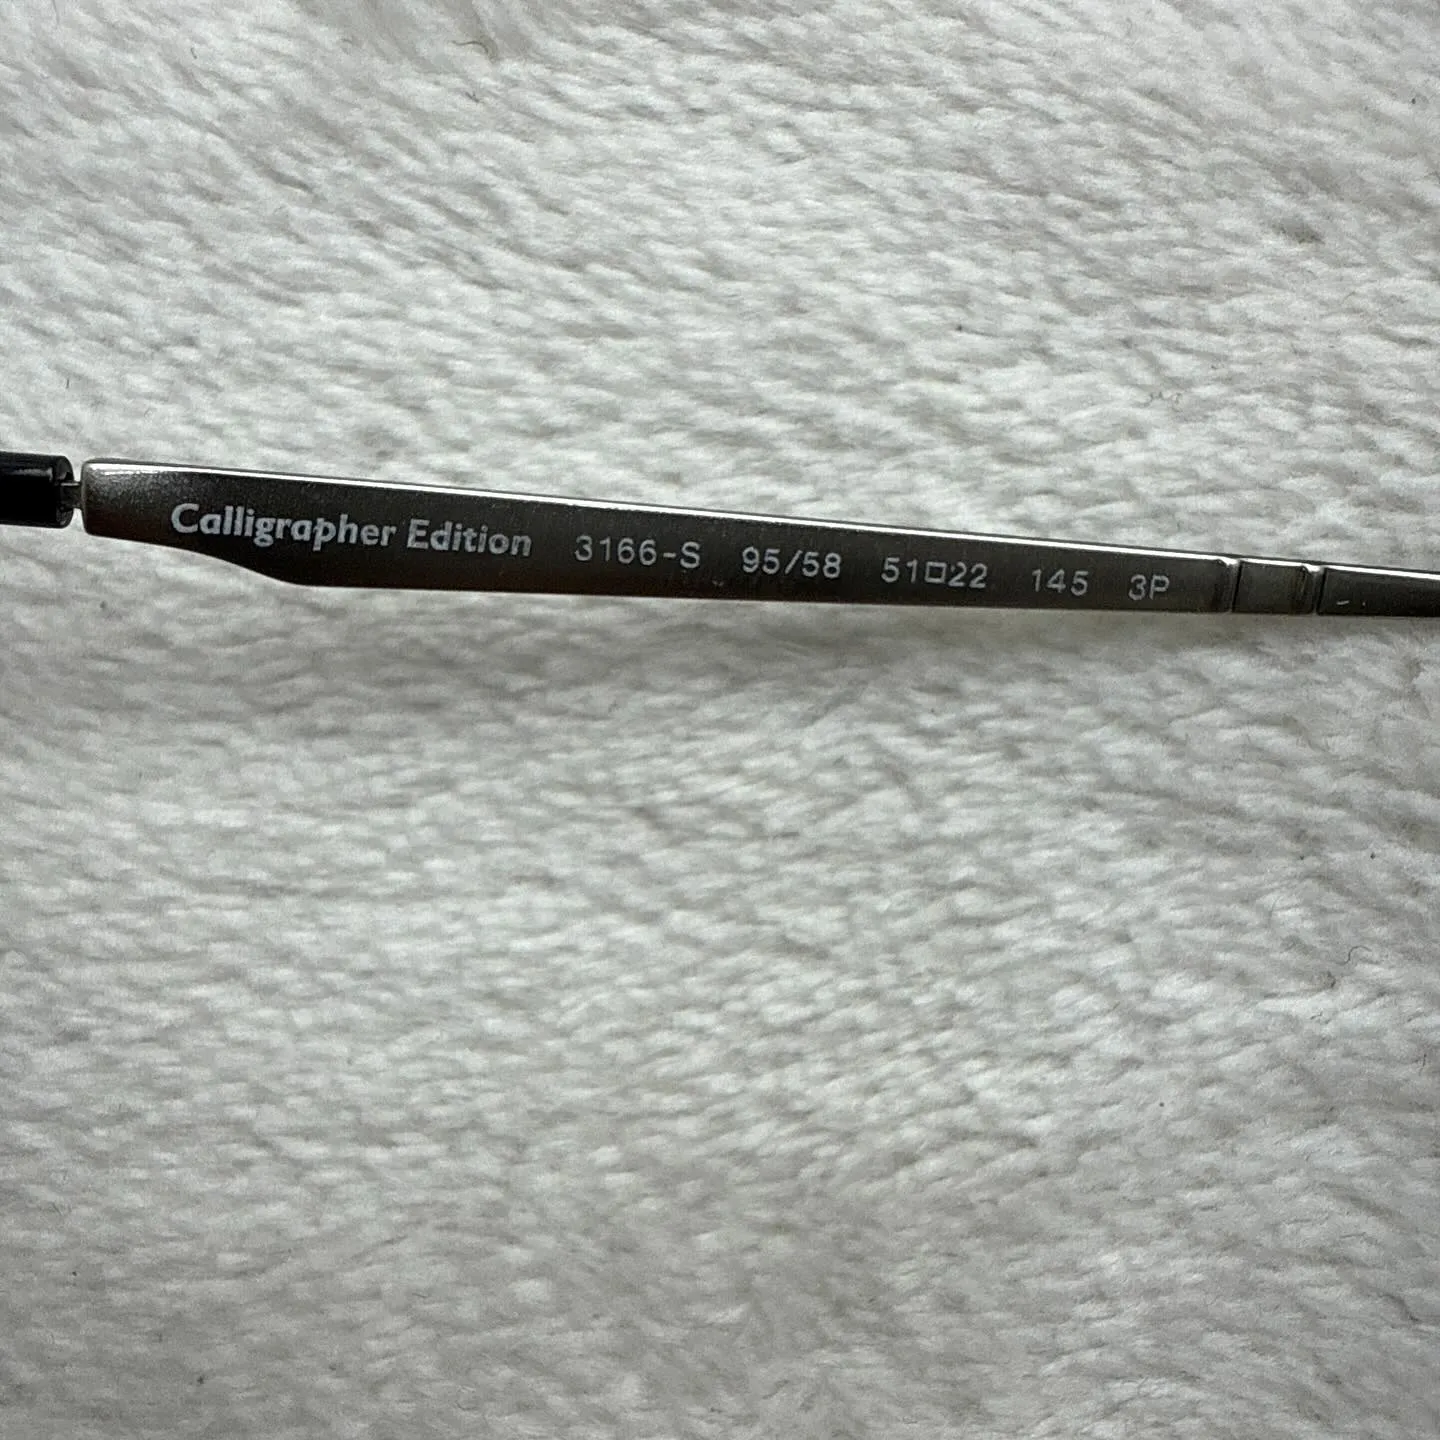 Calligrapher Edition 3166-S 95/58 51□22 145 3P